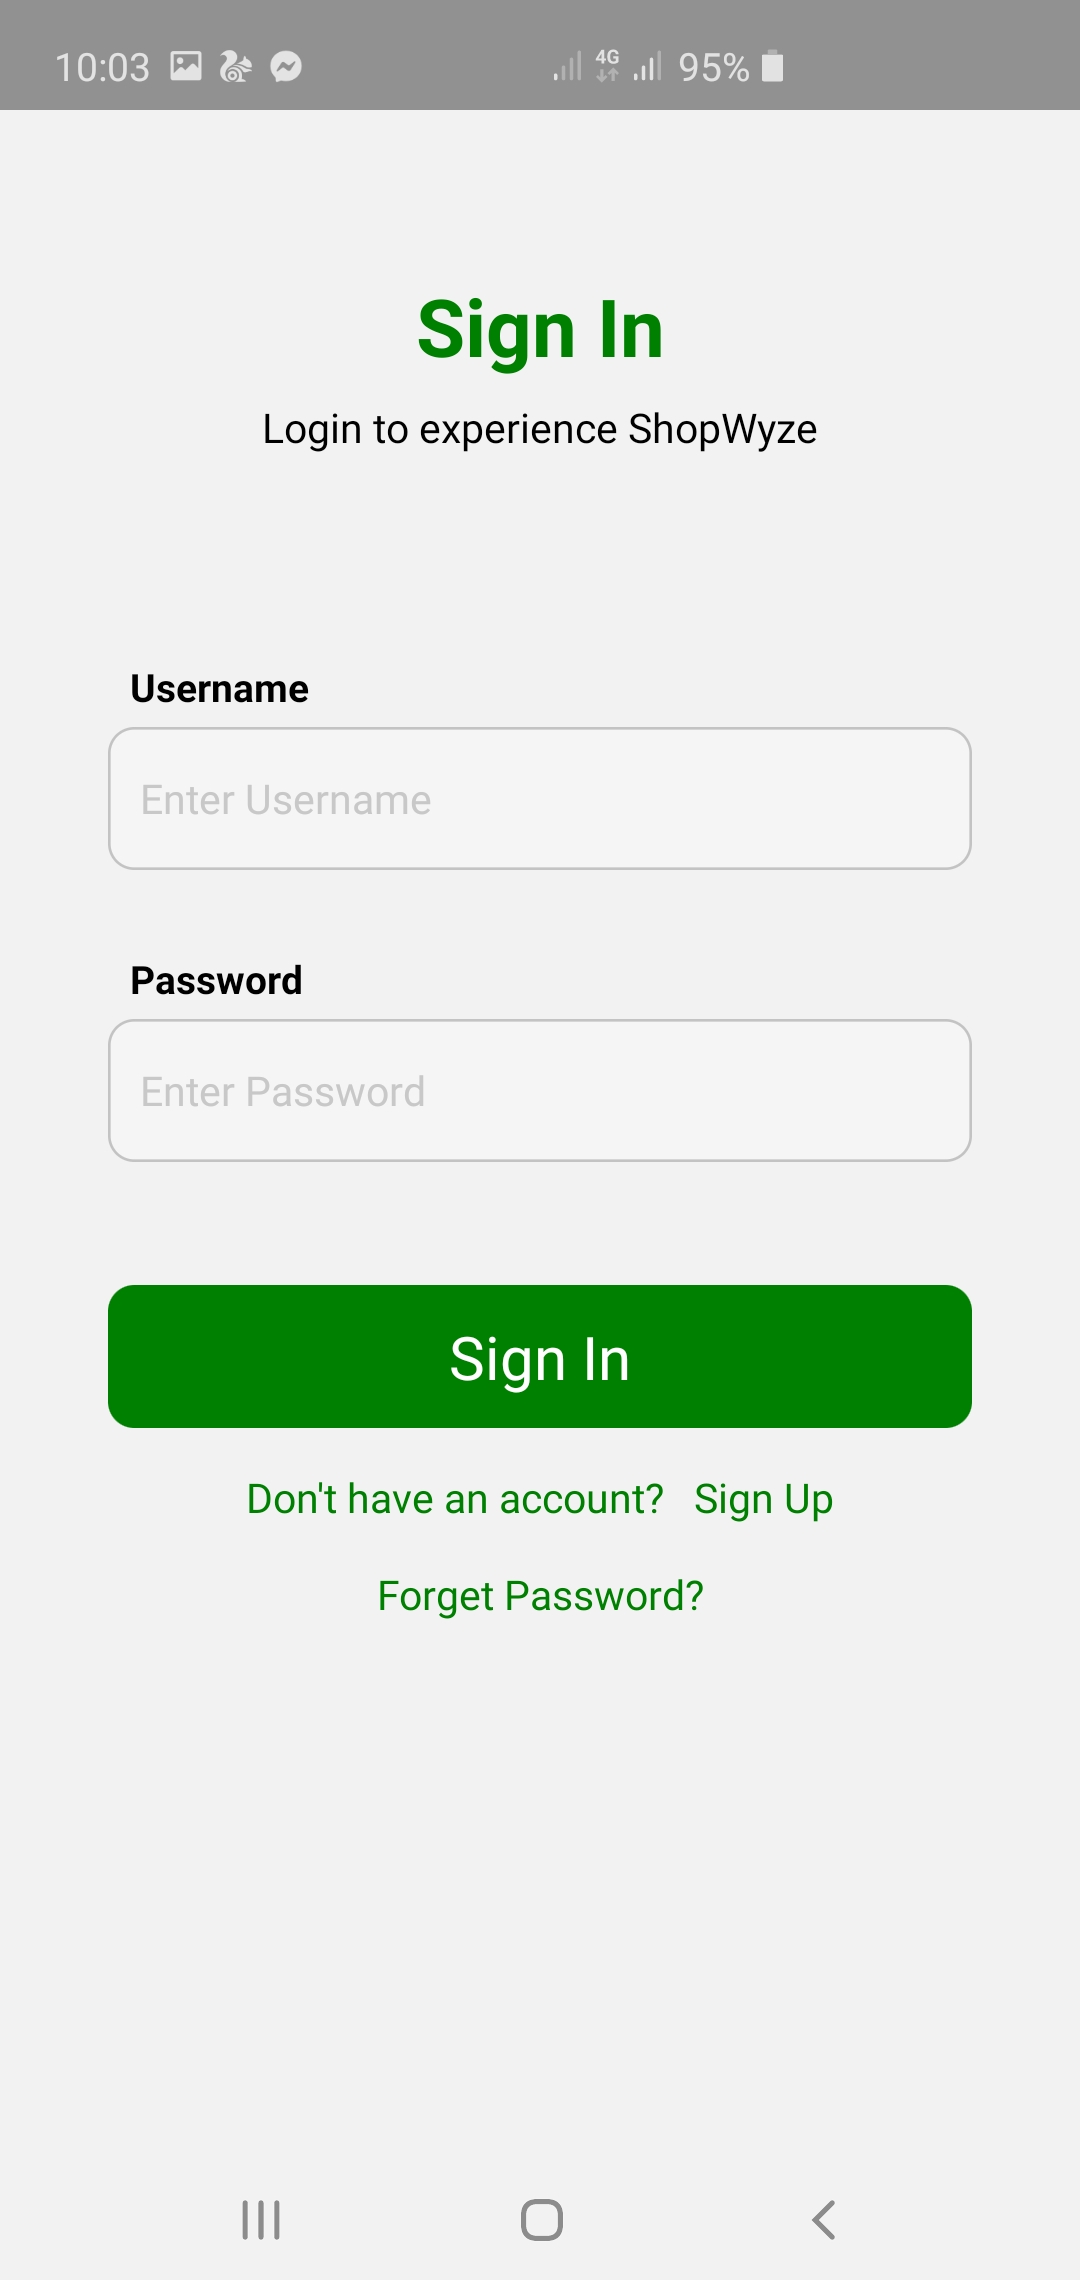 10:03 4G 95%
Sign In
Login to experience ShopWyze
Username
Enter Username
Password
Enter Password
Sign In
Don't have an account? Sign Up
Forget Password?